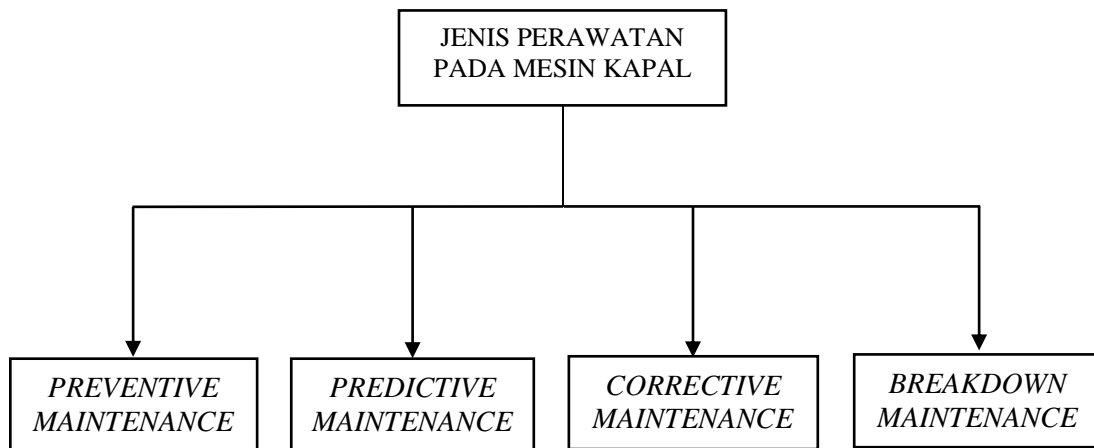 JENIS PERAWATAN
PADA MESIN KAPAL
PREVENTIVE
MAINTENANCE
PREDICTIVE
MAINTENANCE
CORRECTIVE
MAINTENANCE
BREAKDOWN
MAINTENANCE